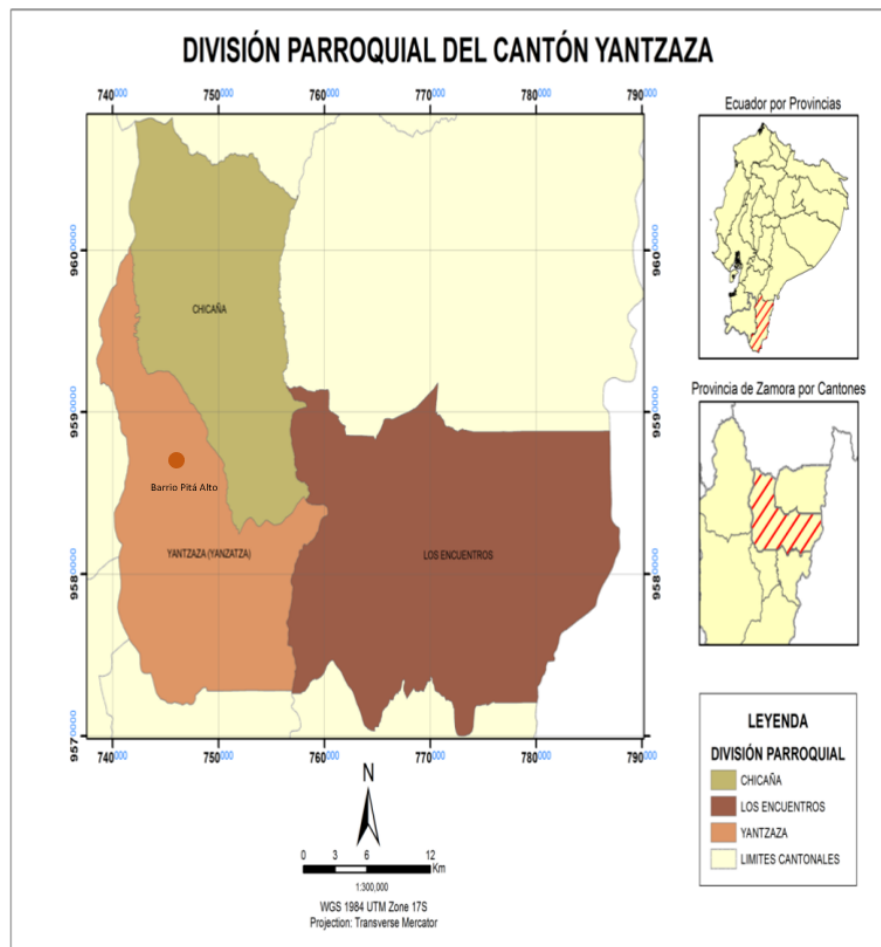 DIVISIÓN PARROQUIAL DEL CANTÓN YANTZAZA
740000 750000 760000 770000 780000 790000
9600000
9590000
9580000
9570000
9600000
9590000
9580000
9570000
CHICAÑA
Barrio Pitá Alto
YANTZAZA (YANZATZA)
LOS ENCUENTROS
740000 750000 760000 770000 780000 790000
N
0 3 6 12
Km
1:300,000
WGS 1984 UTM Zone 17S
Projection: Transverse Mercator
Ecuador por Provincias
Provincia de Zamora por Cantones
LEYENDA
DIVISIÓN PARROQUIAL
CHICAÑA
LOS ENCUENTROS
YANTZAZA
LIMITES CANTONALES